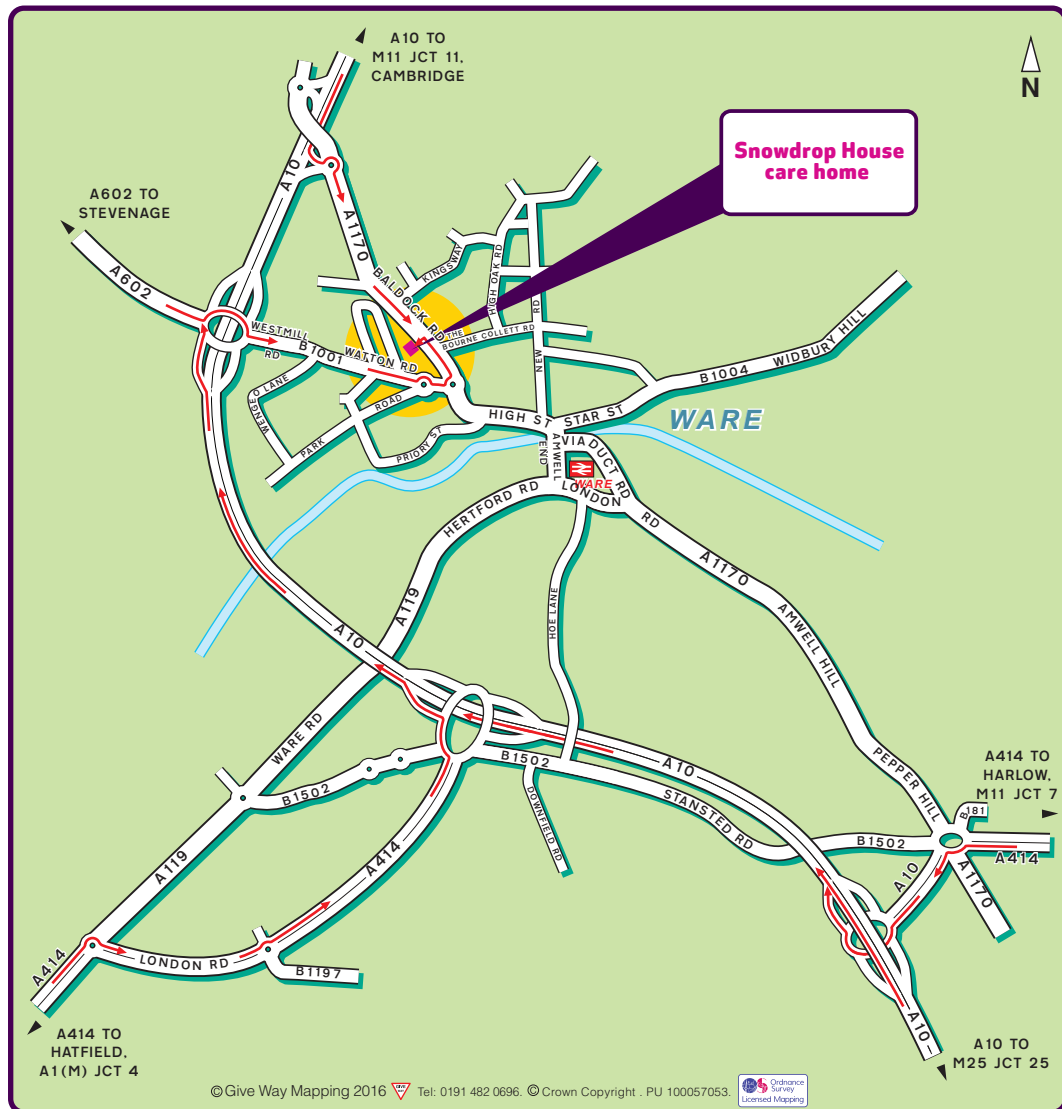 A10 TO
M11 JCT 11,
CAMBRIDGE
N
Snowdrop House
care home
A602 TO
STEVENAGE
A10
A1170
A602
BALDOCK RD
KINGSWAY
HIGH OAK RD
NEW RD
THE
BOURNE
COLLETT RD
WESTMILL
RD
B1001
WATTON RD
WENGEO LANE
PARK ROAD
PRIORY ST
HIGH ST
STAR ST
B1004
WIDBURY HILL
WARE
AMWELL
END
VIADUCT RD
WARE
HERTFORD RD
LONDON RD
A1170
AMWELL HILL
A119
HOE LANE
A10
WARE RD
PEPPER HILL
A414 TO
HARLOW,
M11 JCT 7
B181
B1502
B1502
A10
STANSTED RD
DOWNFIELD RD
B1502
A414
A10
A1170
A119
A414
A414
LONDON RD
B1197
A10
A414 TO
HATFIELD,
A1(M) JCT 4
A10 TO
M25 JCT 25
© Give Way Mapping 2016 GIVE WAY Tel: 0191 482 0696. © Crown Copyright . PU 100057053.
Ordnance
Survey
Licensed Mapping